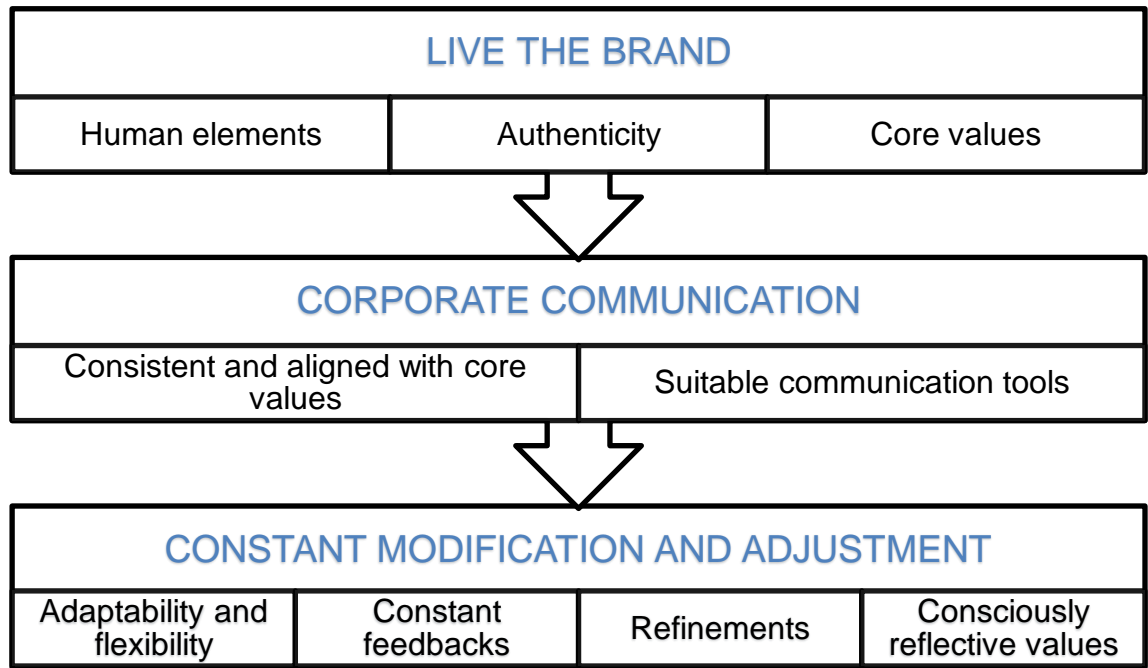 LIVE THE BRAND
Human elements
Authenticity
Core values
CORPORATE COMMUNICATION
Consistent and aligned with core
values
Suitable communication tools
CONSTANT MODIFICATION AND ADJUSTMENT
Adaptability and
flexibility
Constant
feedbacks
Refinements
Consciously
reflective values